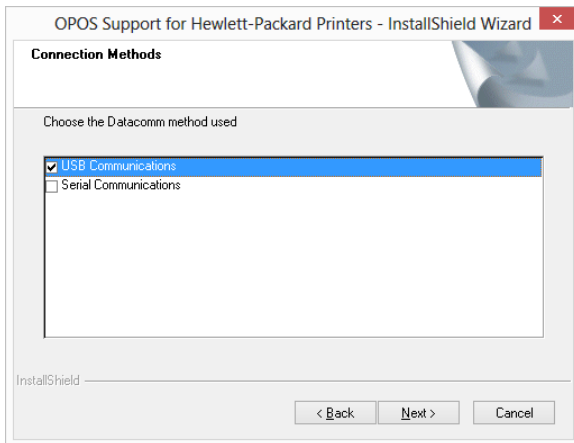 OPOS Support for Hewlett-Packard Printers - InstallShield Wizard
Connection Methods
Choose the Datacomm method used
USB Communications
Serial Communications
InstallShield
< Back Next > Cancel